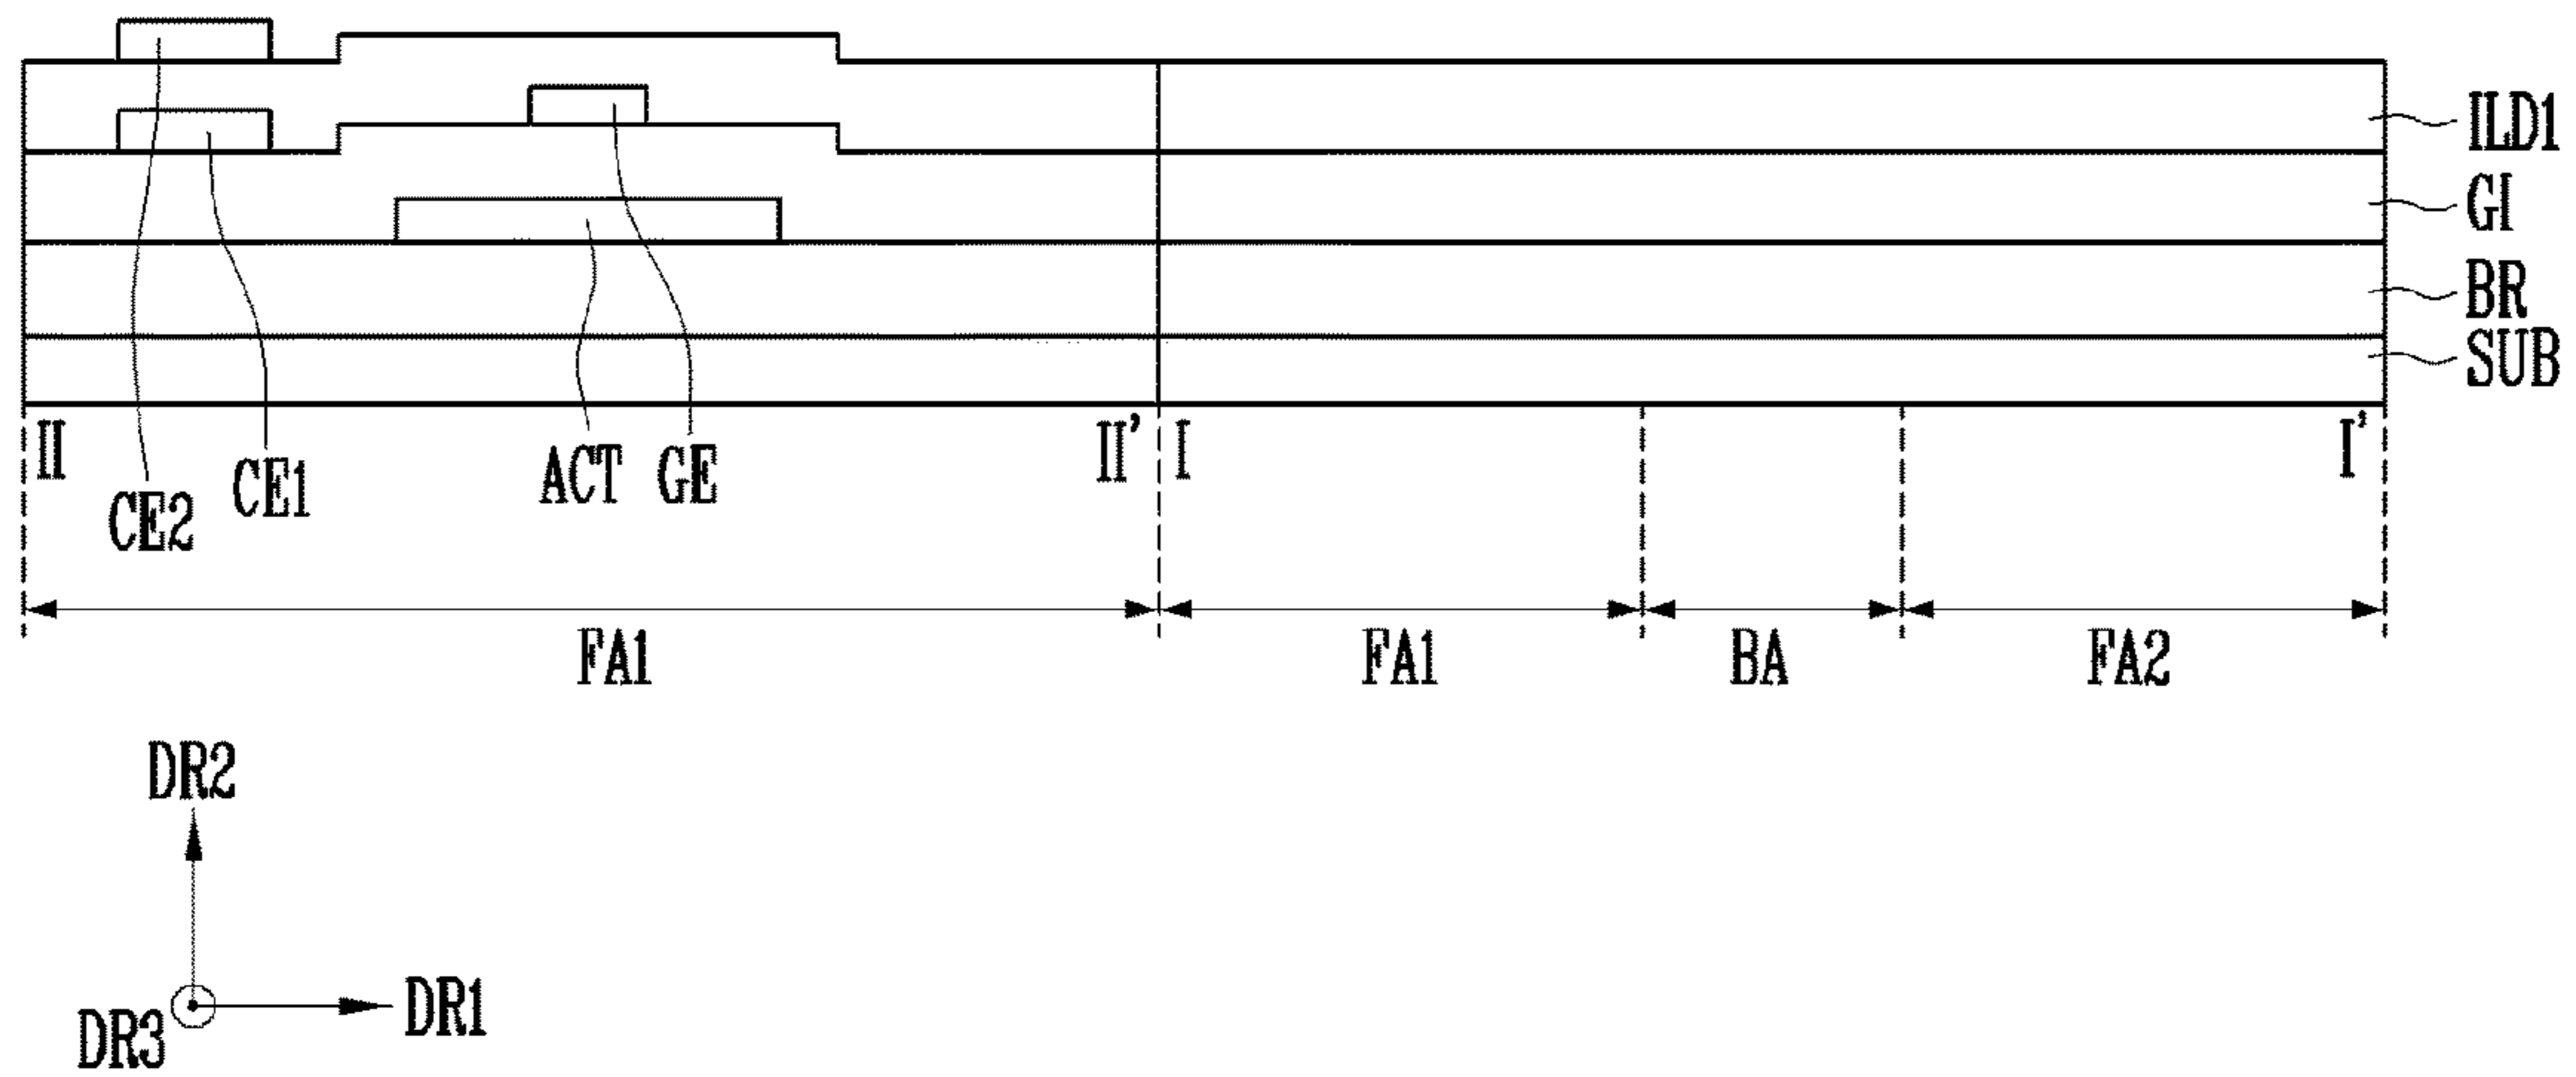 ILD1
GI
BR
SUB
II
CE2
CE1
ACT
GE
II'
I
I'
FA1
FA1
BA
FA2
DR2
DR3
DR1